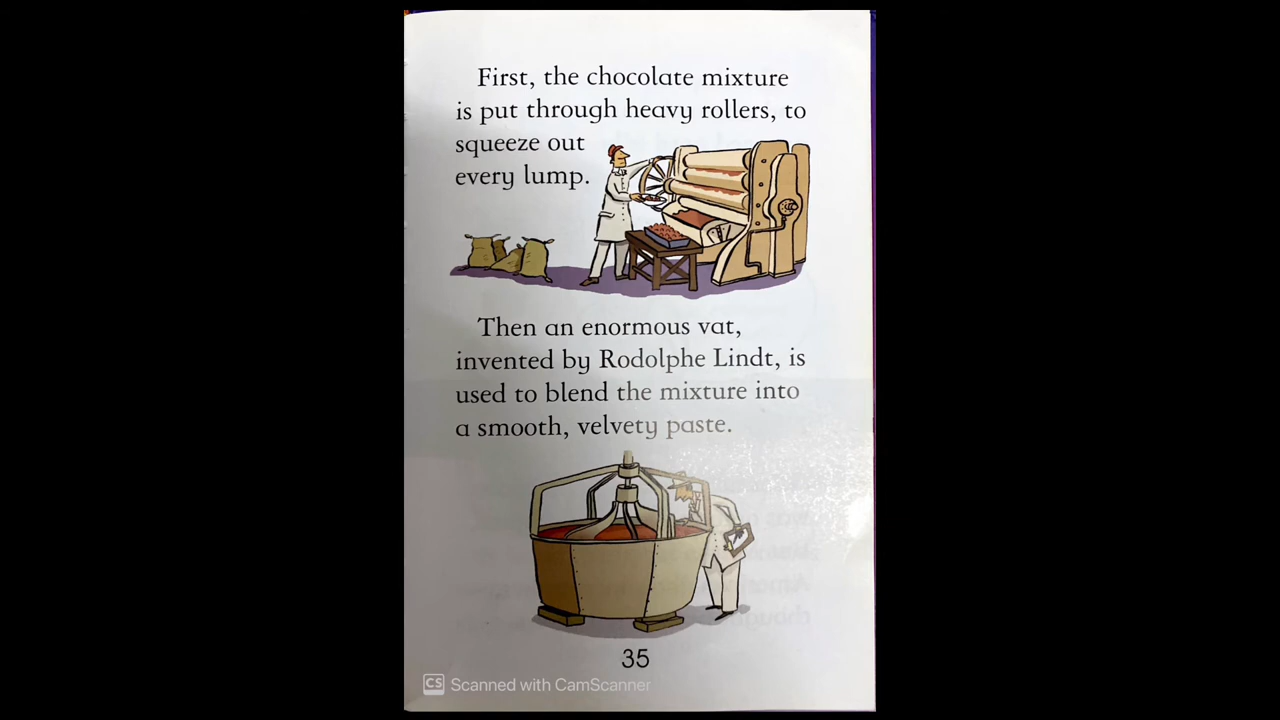 First, the chocolate mixture
is put through heavy rollers, to
squeeze out
every lump.
Then an enormous vat,
invented by Rodolphe Lindt, is
used to blend the mixture into
a smooth, velvety paste.
35
CS Scanned with CamScanner